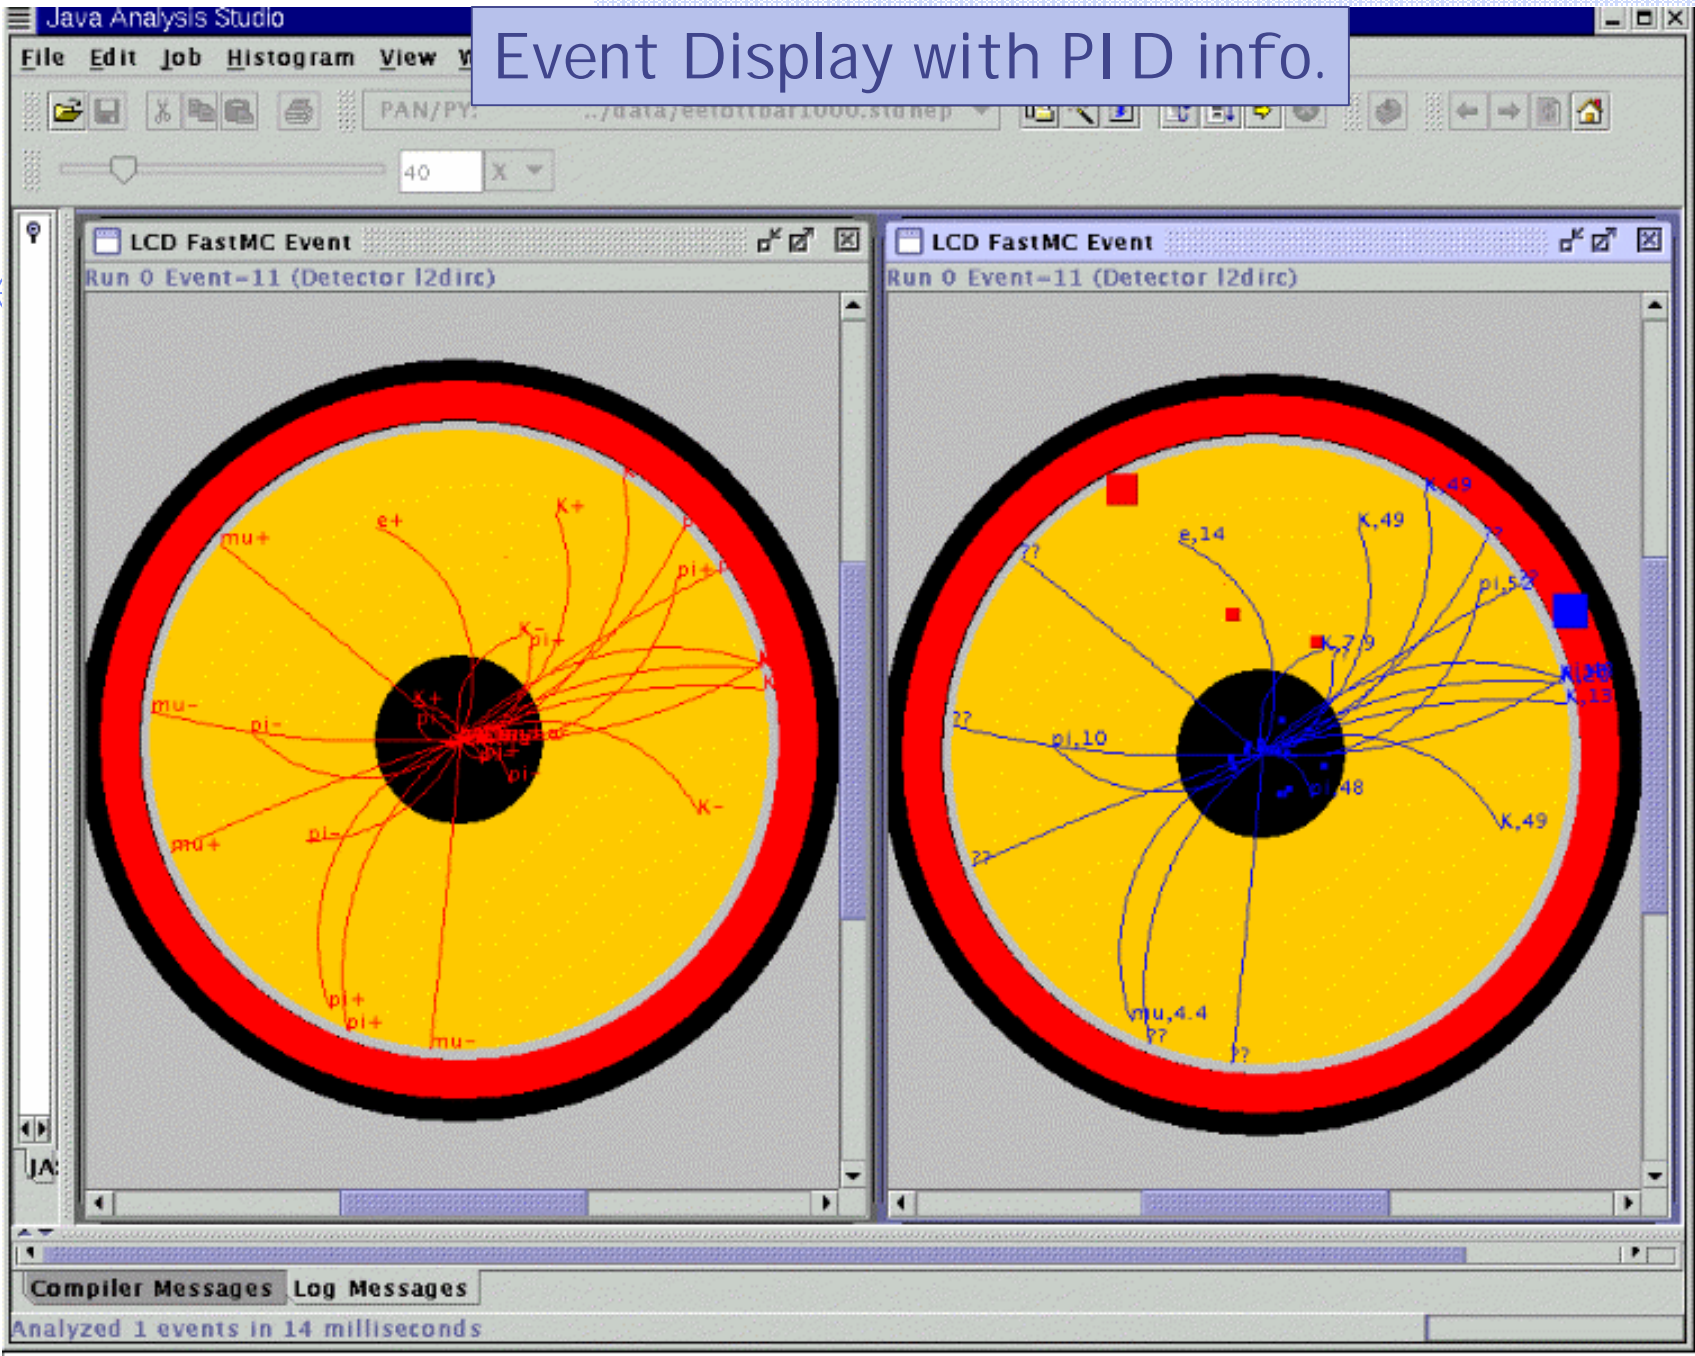 Java Analysis Studio
Event Display with PID info.
File Edit Job Histogram View
PAN/PY: ../data/eetottbar1000.stdhep
40 X
LCD FastMC Event
Run 0 Event-11 (Detector l2dirc)
K+
e+
mu+
pi+
K-
pi+
K+
mu-
pi-
pi-
K-
pi-
mu+
pi+
pi+
mu-
LCD FastMC Event
Run 0 Event-11 (Detector l2dirc)
K,49
K,49
e,14
??
??
??
K,13
??
pi,10
pi,48
K,49
??
mu,4.4
??
??
Compiler Messages Log Messages
Analyzed 1 events in 14 milliseconds